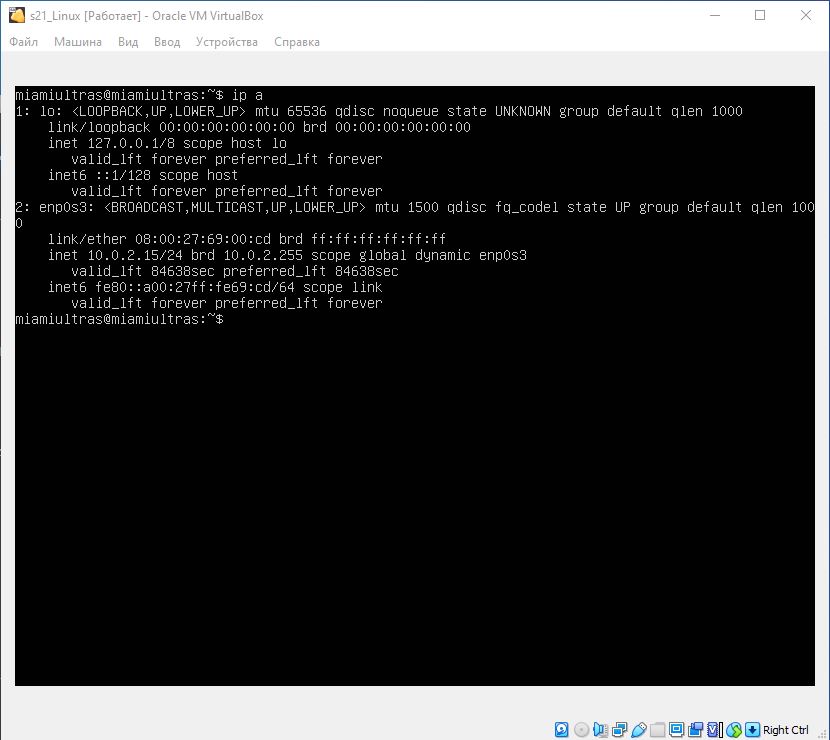 s21_Linux [Работает] - Oracle VM VirtualBox
Файл Машина Вид Ввод Устройства Справка
miamiultras@miamiultras:~$ ip a
1: lo: <LOOPBACK,UP,LOWER_UP> mtu 65536 qdisc noqueue state UNKNOWN group default qlen 1000
    link/loopback 00:00:00:00:00:00 brd 00:00:00:00:00:00
    inet 127.0.0.1/8 scope host lo
       valid_lft forever preferred_lft forever
    inet6 ::1/128 scope host
       valid_lft forever preferred_lft forever
2: enp0s3: <BROADCAST,MULTICAST,UP,LOWER_UP> mtu 1500 qdisc fq_codel state UP group default qlen 100
0
    link/ether 08:00:27:69:00:cd brd ff:ff:ff:ff:ff:ff
    inet 10.0.2.15/24 brd 10.0.2.255 scope global dynamic enp0s3
       valid_lft 84638sec preferred_lft 84638sec
    inet6 fe80::a00:27ff:fe69:cd/64 scope link
       valid_lft forever preferred_lft forever
miamiultras@miamiultras:~$
Right Ctrl